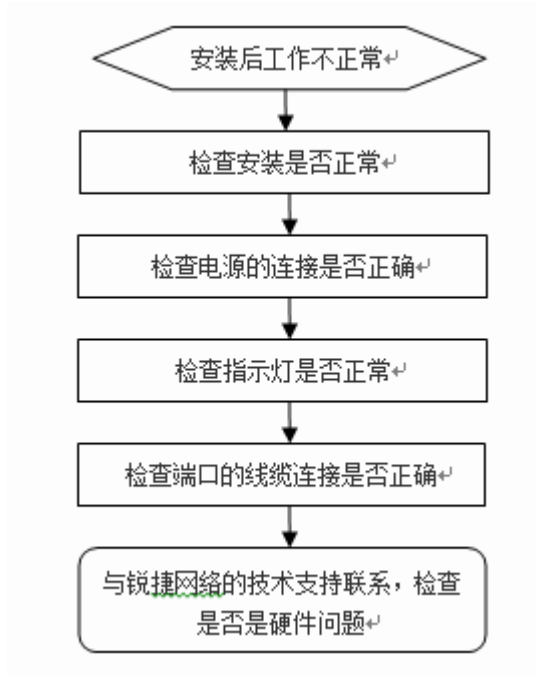 安装后工作不正常
检查安装是否正常
检查电源的连接是否正确
检查指示灯是否正常
检查端口的线缆连接是否正确
与锐捷网络的技术支持联系，检查
是否是硬件问题